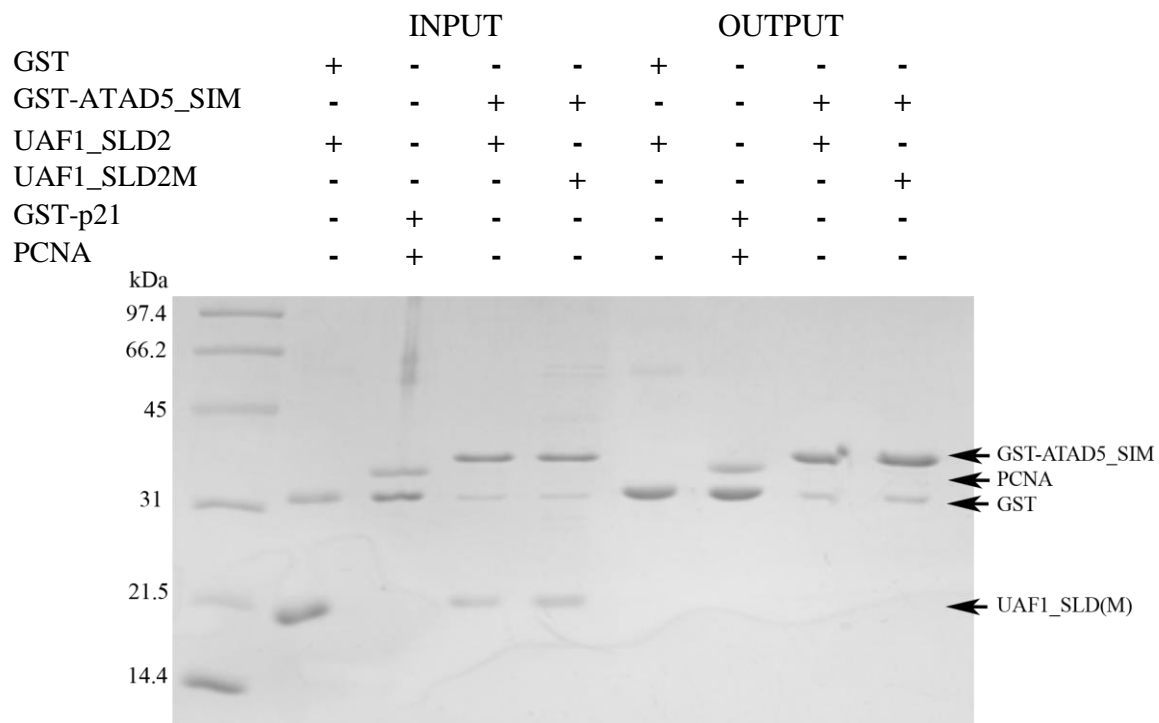 INPUT OUTPUT
GST + - - - + - - -
GST-ATAD5_SIM - - + + - - + +
UAF1_SLD2 + - + - + - + -
UAF1_SLD2M - - - + - - - +
GST-p21 - + - - - + - -
PCNA - + - - - + - -
kDa
97.4
66.2
45
GST-ATAD5_SIM
PCNA
31
GST
21.5
UAF1_SLD(M)
14.4